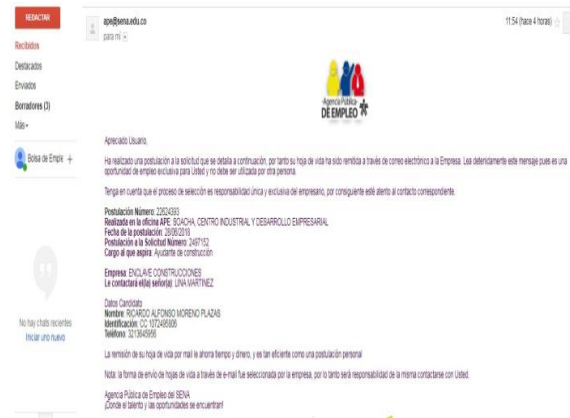 REDACTAR
ape@sena.edu.co
11:54 (hace 4 horas)
para mí
Recibidos
Destacados
Enviados
Borradores (3)
Más
Bolsa de Emple
Agencia Pública
DE EMPLEO
Apreciado Usuario,
Ha realizado una postulación a la solicitud que se detalla a continuación, por tanto su hoja de vida ha sido remitida a través de correo electrónico a la Empresa. Lea detenidamente este mensaje pues es una
oportunidad de empleo exclusiva para Usted y no debe ser utilizada por otra persona.
Tenga en cuenta que el proceso de selección es responsabilidad única y exclusiva del empresario, por consiguiente esté atento al contacto correspondiente.
Postulación Número: 22624393
Realizada en la oficina APE: SOACHA, CENTRO INDUSTRIAL Y DESARROLLO EMPRESARIAL
Fecha de la postulación: 28/06/2018
Postulación a la Solicitud Número: 2497152
Cargo al que aspira: Ayudante de construcción
Empresa: ENCLAVE CONSTRUCCIONES
Le contactará el(la) señor(a): LINA MARTINEZ
Datos Candidato
Nombre: RICARDO ALFONSO MORENO PLAZAS
Identificación: CC 1072495806
Teléfono: 3213645956
La remisión de su hoja de vida por mail le ahorra tiempo y dinero, y es tan eficiente como una postulación personal
Nota: la forma de envío de hojas de vida a través de e-mail fue seleccionada por la empresa, por lo tanto será responsabilidad de la misma contactarse con Usted.
Agencia Pública de Empleo del SENA
¡Donde el talento y las oportunidades se encuentran!
No hay chats recientes
Iniciar uno nuevo